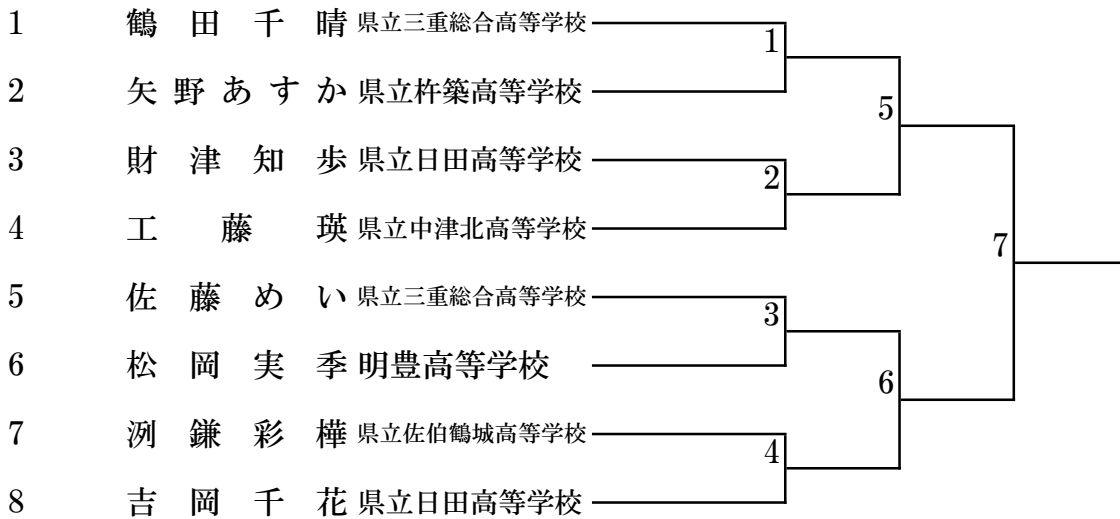 1 鶴田千晴 県立三重総合高等学校
1
2 矢野あすか 県立杵築高等学校
5
3 財津知歩 県立日田高等学校
2
4 工藤瑛 県立中津北高等学校
7
5 佐藤めい 県立三重総合高等学校
3
6 松岡実季 明豊高等学校
6
7 洌鎌彩樺 県立佐伯鶴城高等学校
4
8 吉岡千花 県立日田高等学校